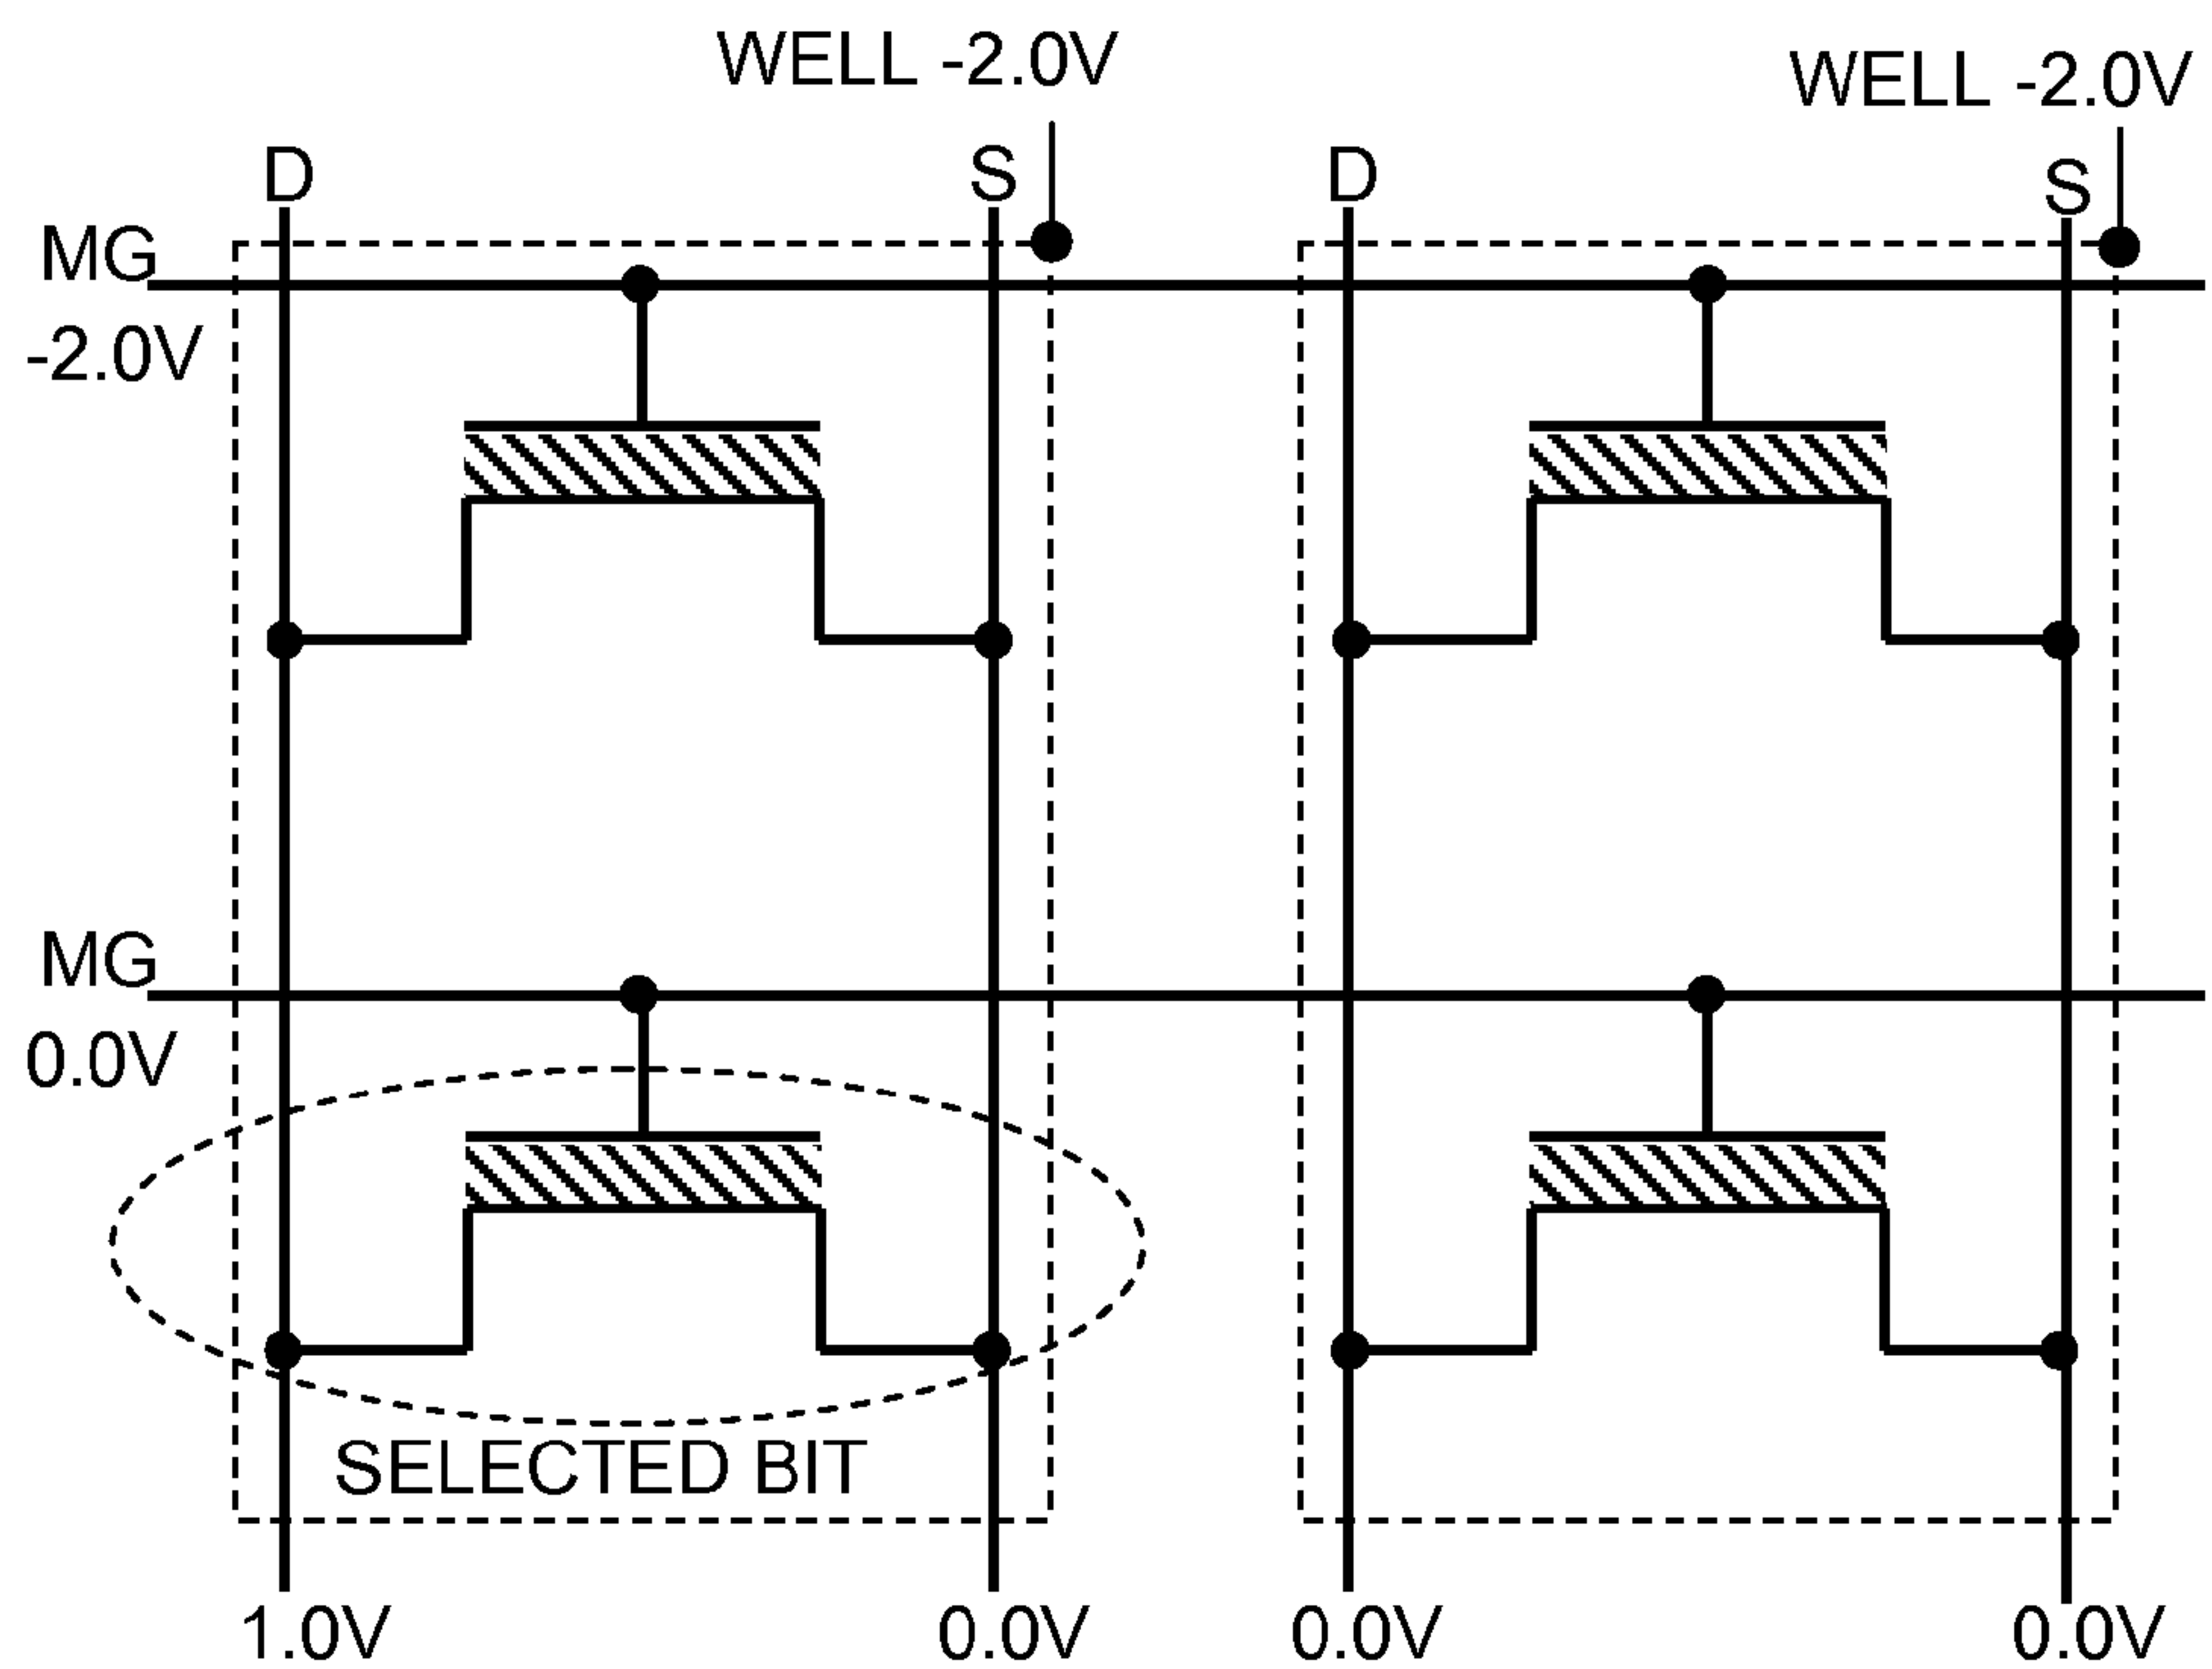 WELL -2.0V
WELL -2.0V
D
S
D
S
MG
-2.0V
MG
0.0V
SELECTED BIT
1.0V
0.0V
0.0V
0.0V